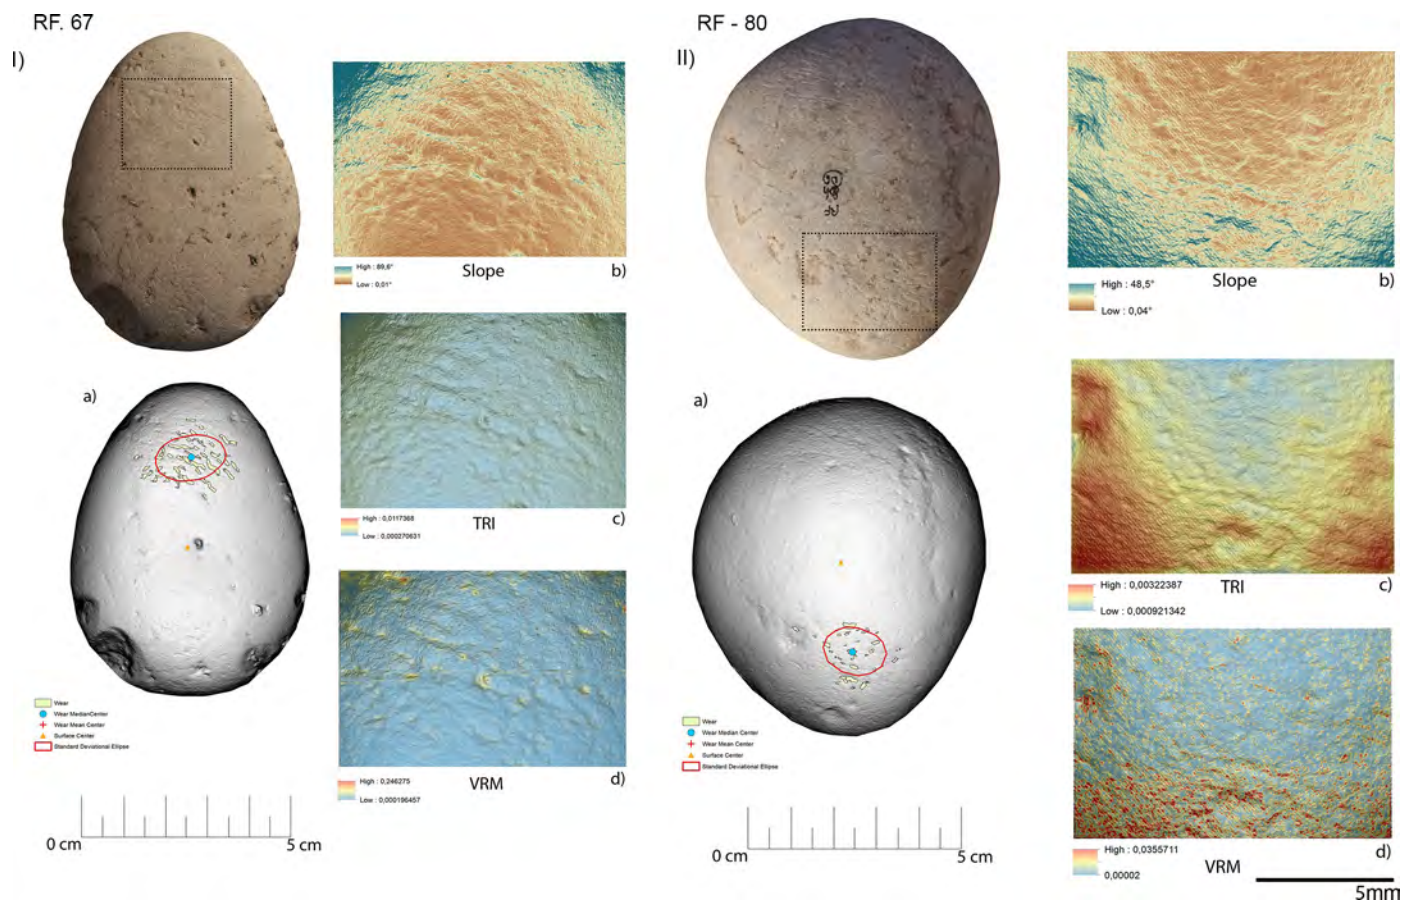 RF. 67
I)
High : 89,6°
Low : 0,01°
Slope
b)
High : 0,0117368
Low : 0,000270631
TRI
c)
a)
Wear
Wear MedianCenter
Wear Mean Center
Surface Center
Standard Deviational Ellipse
High : 0,246275
Low : 0,000196457
VRM
d)
0 cm
5 cm
RF - 80
II)
High : 48,5°
Low : 0,04°
Slope
b)
High : 0,00322387
Low : 0,000921342
TRI
c)
a)
Wear
Wear Median Center
Wear Mean Center
Surface Center
Standard Deviational Ellipse
High : 0,0355711
0,00002
VRM
d)
0 cm
5 cm
5mm